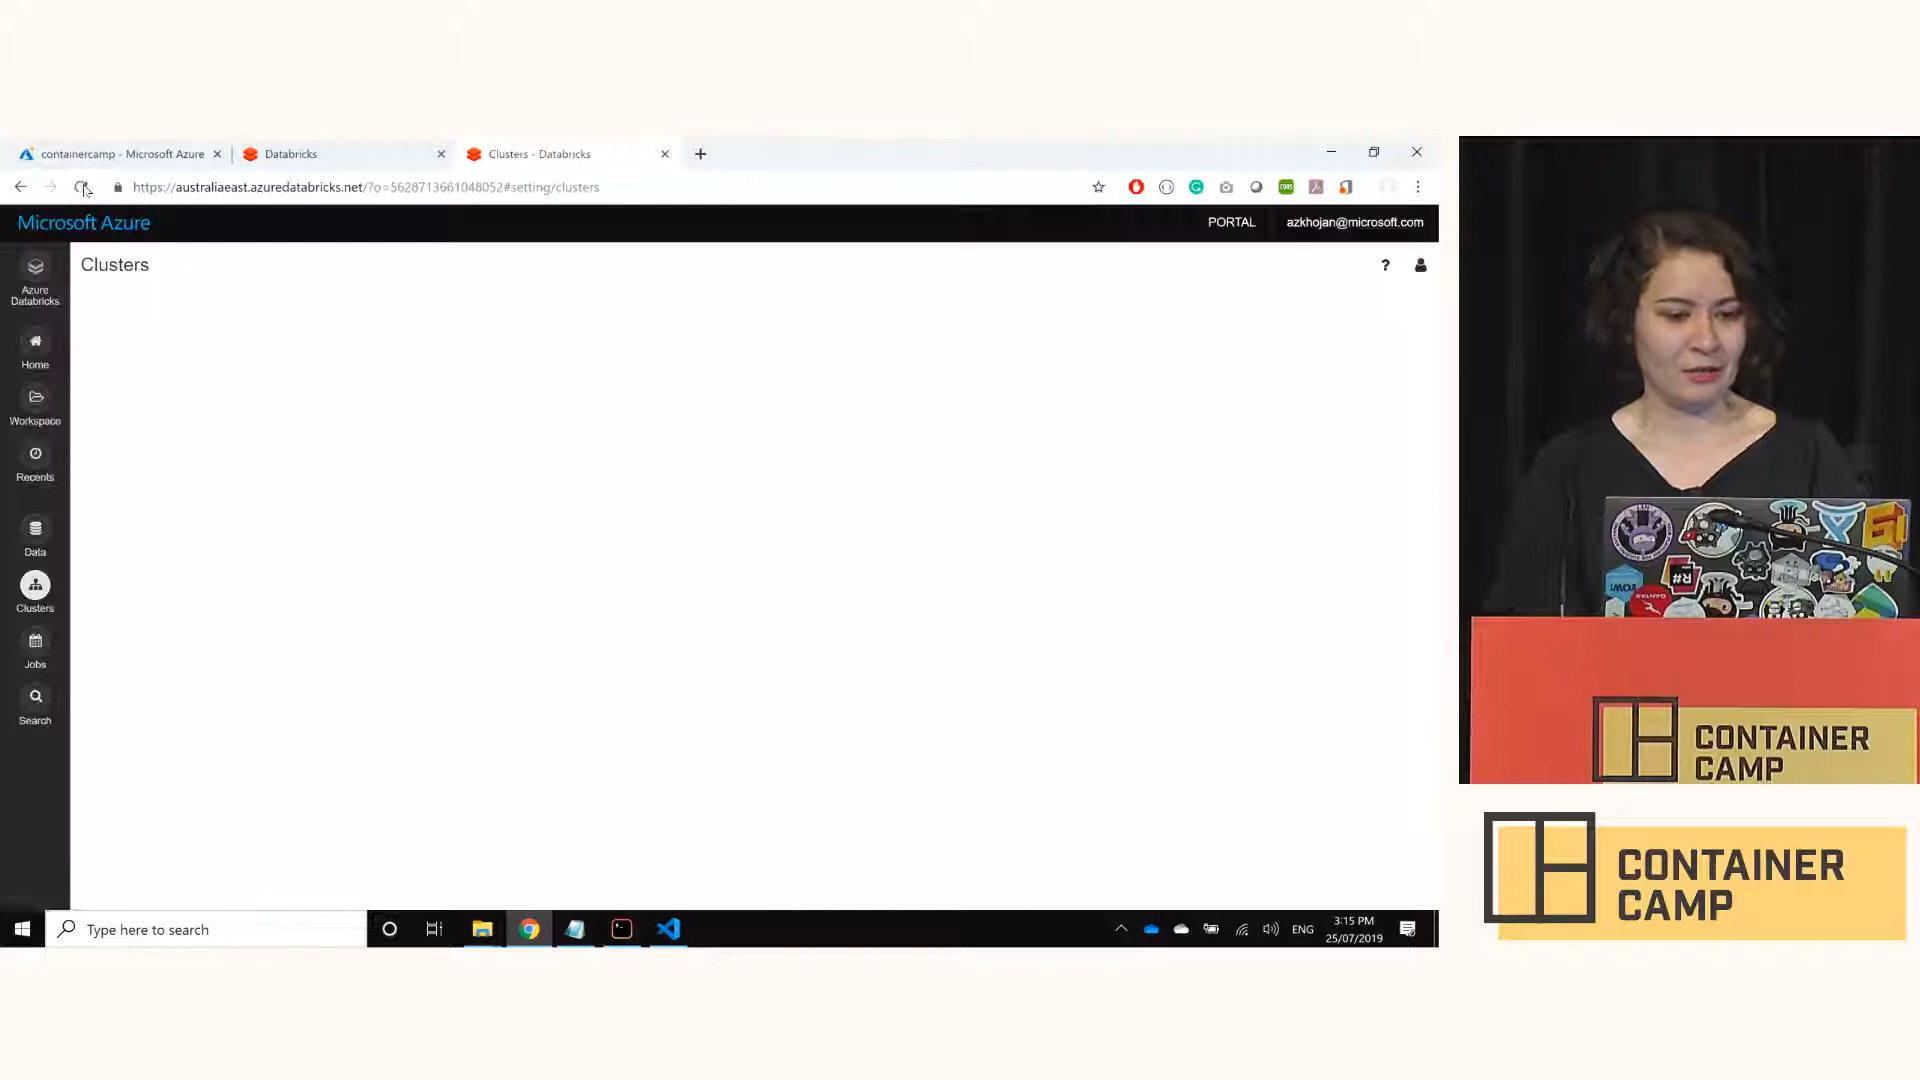 containercamp - Microsoft Azure
Databricks
Clusters - Databricks
https://australiaeast.azuredatabricks.net/?o=5628713661048052#setting/clusters
Microsoft Azure
PORTAL
azkhojan@microsoft.com
Clusters
?
Azure
Databricks
Home
Workspace
Recents
Data
Clusters
Jobs
Search
Type here to search
ENG
3:15 PM
25/07/2019
R#
CONTAINER
CAMP
CONTAINER
CAMP